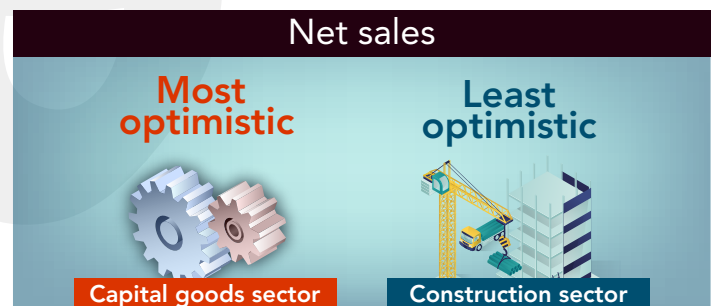 Net sales
Most
optimistic
Least
optimistic
Capital goods sector
Construction sector